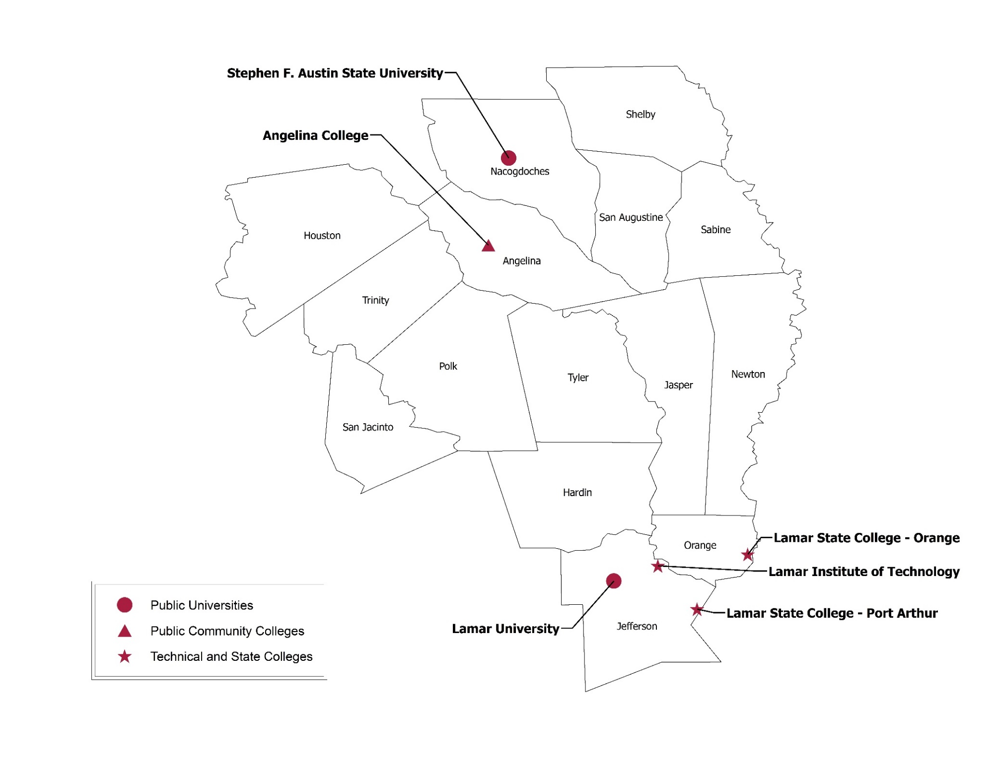 Stephen F. Austin State University
Shelby
Angelina College
Nacogdoches
San Augustine
Sabine
Houston
Angelina
Trinity
Polk
Tyler
Newton
Jasper
San Jacinto
Hardin
Lamar State College - Orange
Orange
Lamar Institute of Technology
Lamar State College - Port Arthur
Lamar University
Jefferson
Public Universities
Public Community Colleges
Technical and State Colleges